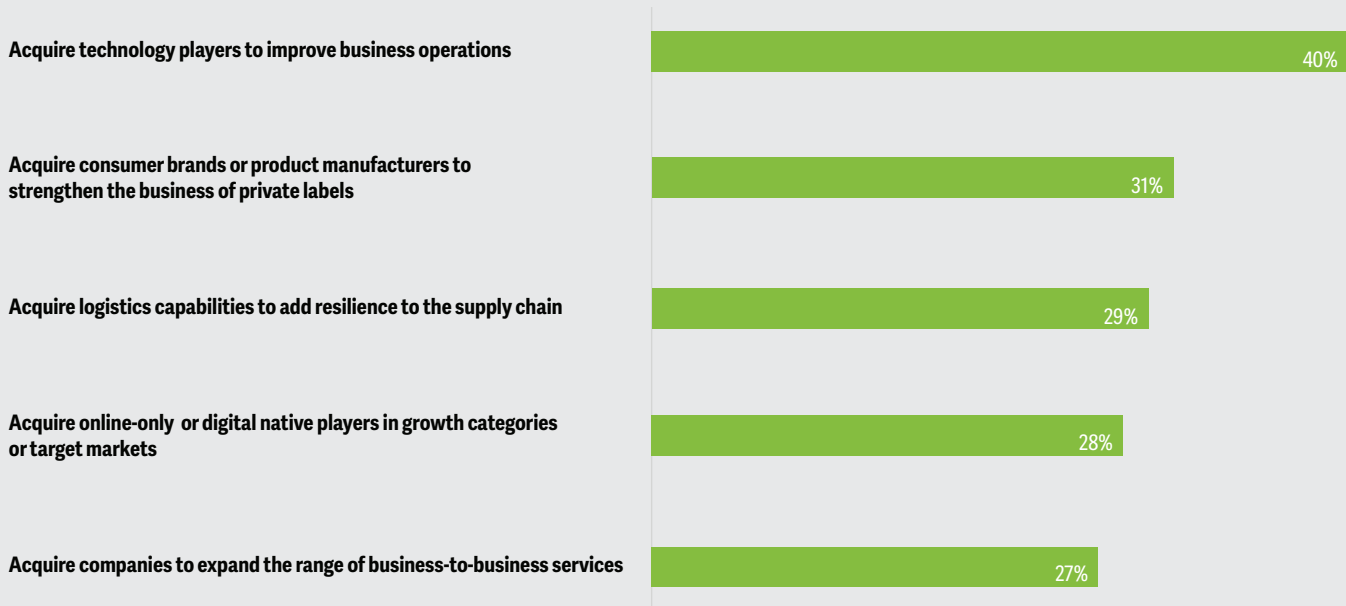 Acquire technology players to improve business operations
40%
Acquire consumer brands or product manufacturers to
strengthen the business of private labels
31%
Acquire logistics capabilities to add resilience to the supply chain
29%
Acquire online-only  or digital native players in growth categories
or target markets
28%
Acquire companies to expand the range of business-to-business services
27%